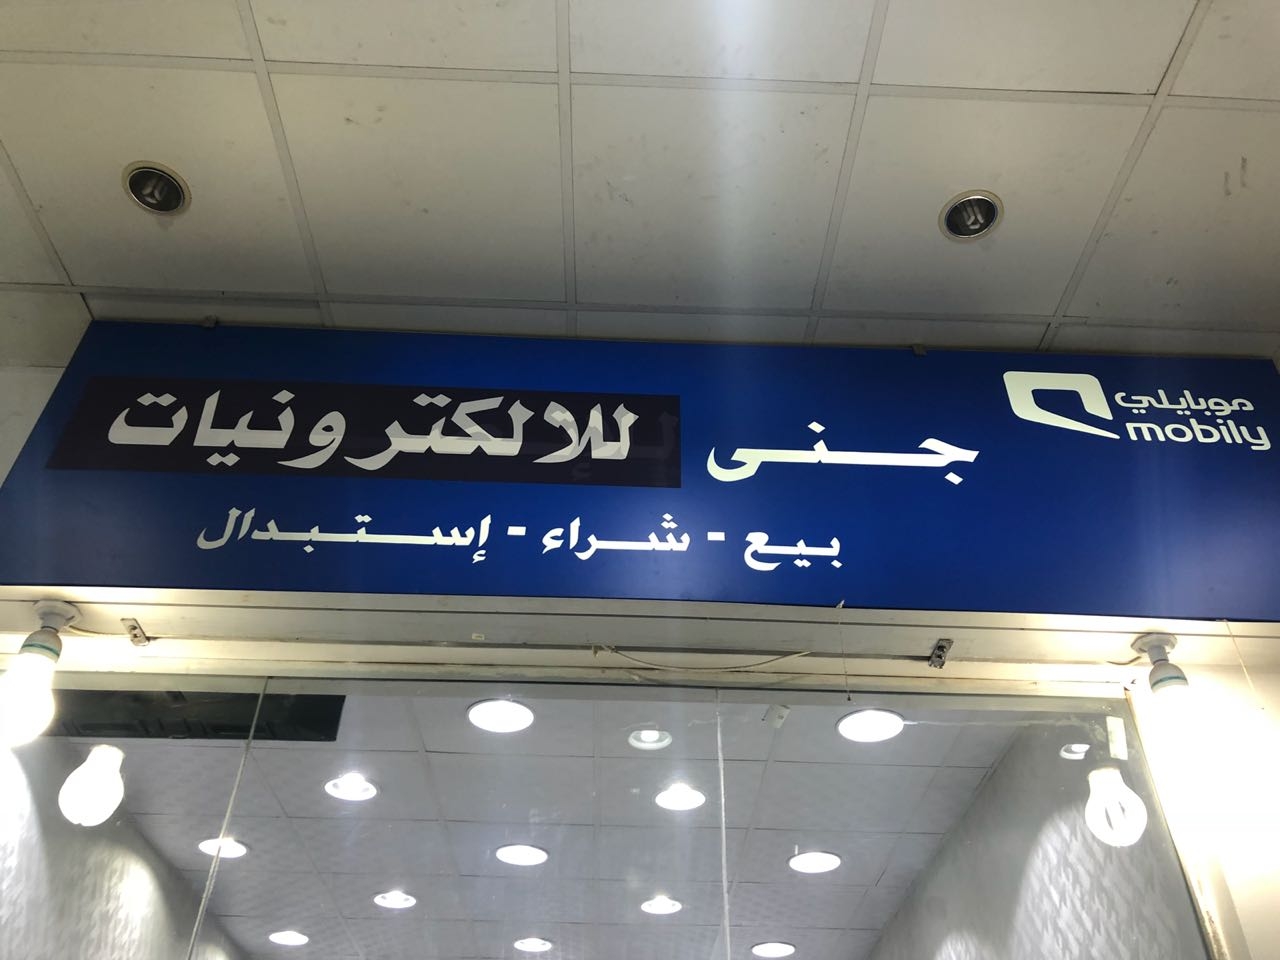 موبايلي
mobily
جنى للالكترونيات
بيع - شراء - إستبدال